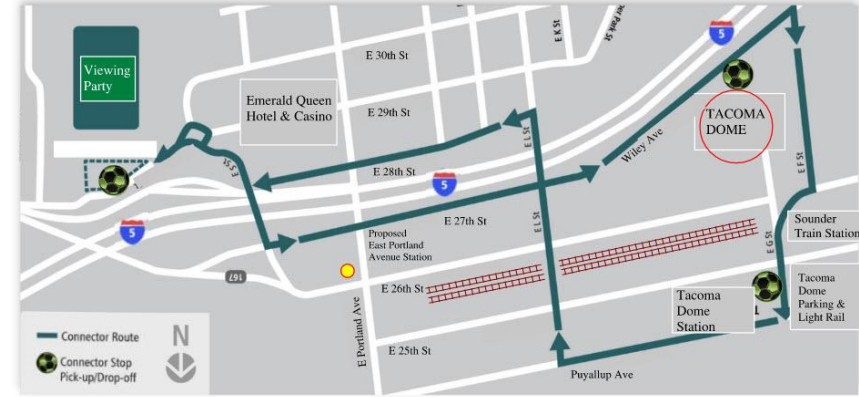 E 30th St
E K St
5
Viewing
Party
Emerald Queen
Hotel & Casino
E 29th St
TACOMA
DOME
E L St
Wiley Ave
E S St
E 28th St
5
E F St
5
E 27th St
E L St
Proposed
East Portland
Avenue Station
Sounder
Train Station
E G St
167
E 26th St
Tacoma
Dome
Station
Tacoma
Dome
Parking &
Light Rail
Connector Route
N
E Portland Ave
E 25th St
Connector Stop
Pick-up/Drop-off
Puyallup Ave